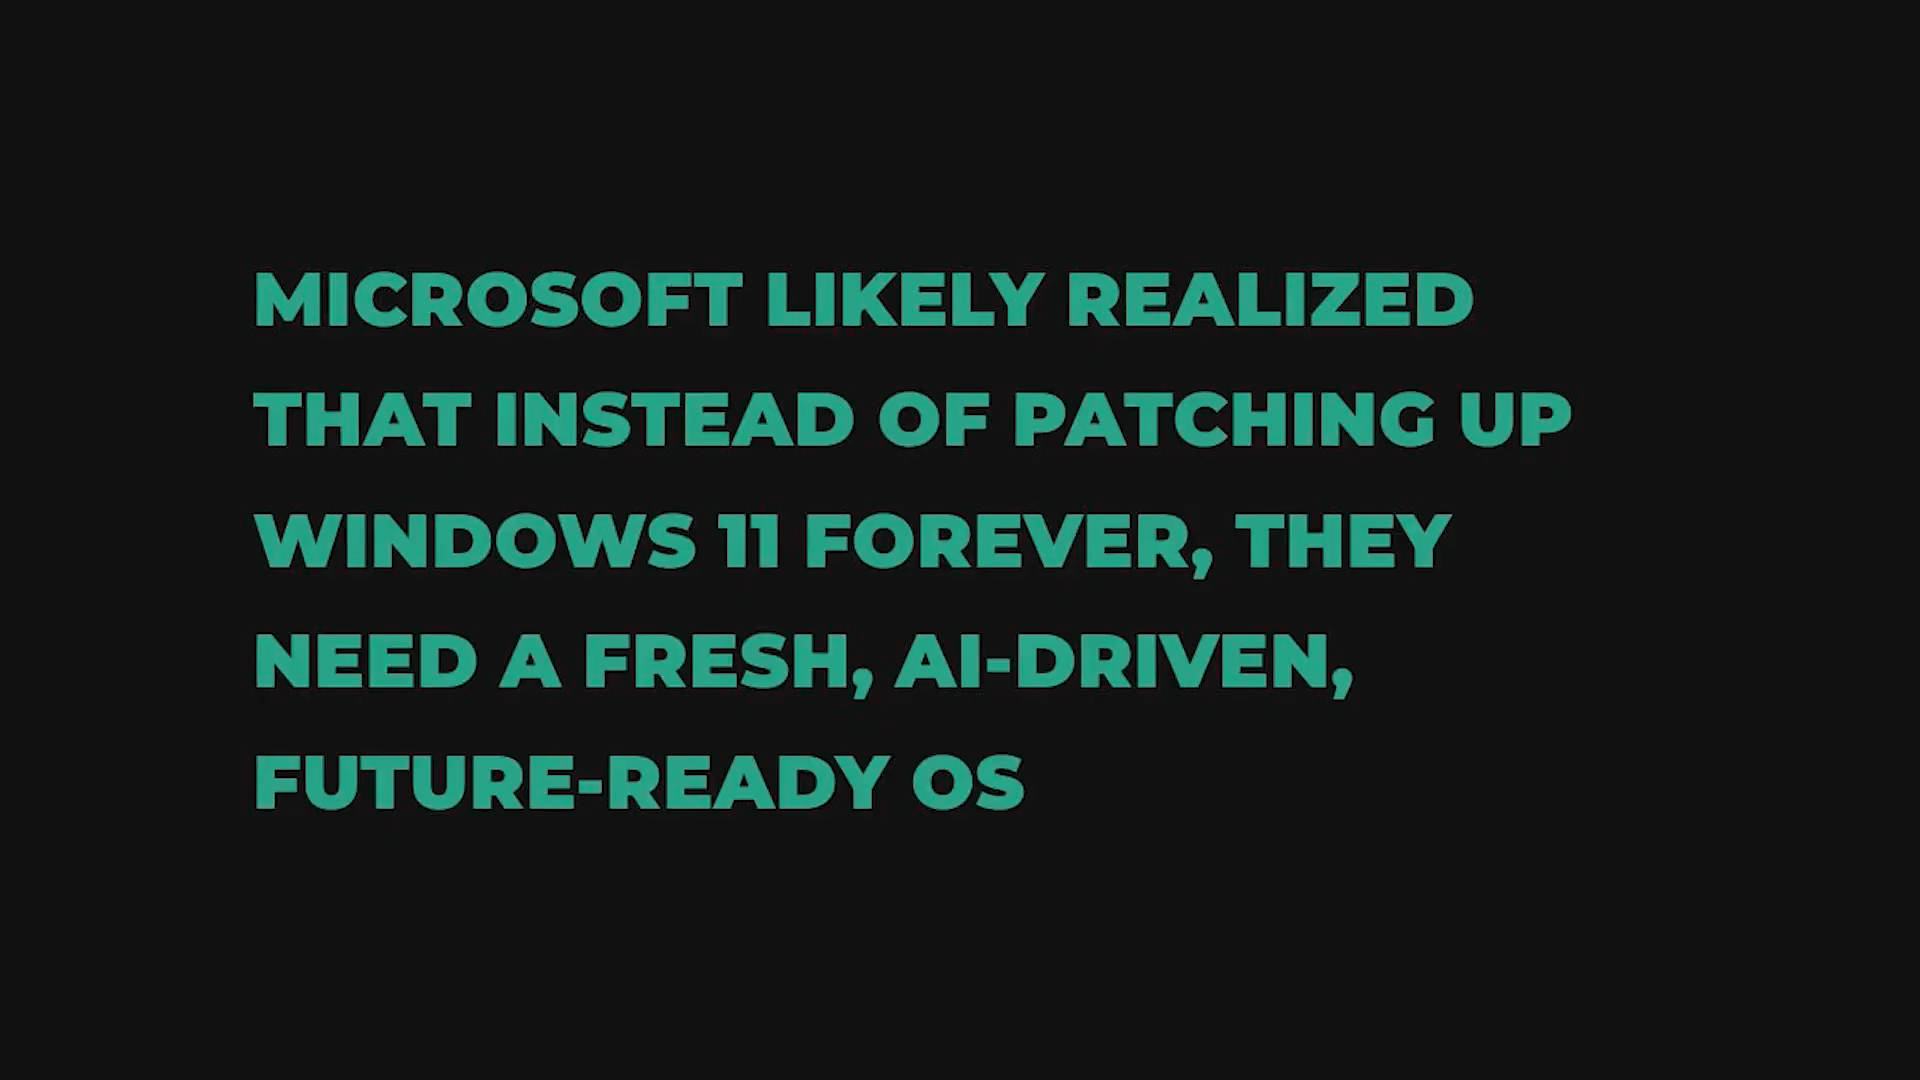 MICROSOFT LIKELY REALIZED
THAT INSTEAD OF PATCHING UP
WINDOWS 11 FOREVER, THEY
NEED A FRESH, AI-DRIVEN,
FUTURE-READY OS